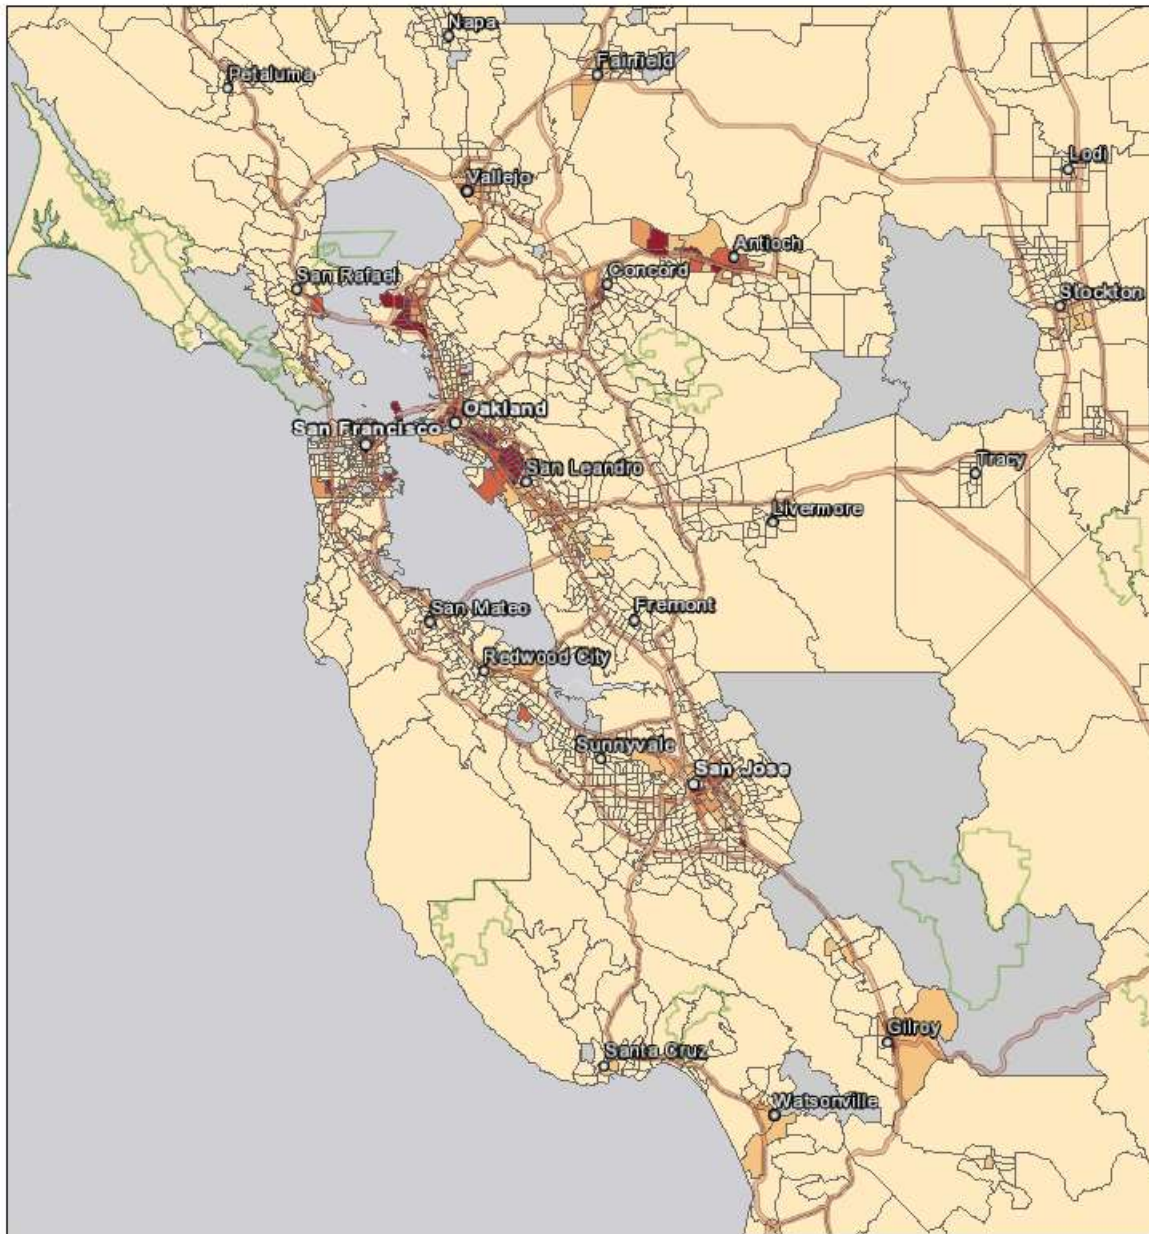 Napa
Fairfield
Petaluma
Lodi
Vallejo
Antioch
Concord
San Rafael
Stockton
Oakland
San Francisco
San Leandro
Tracy
Livermore
San Mateo
Fremont
Redwood City
Sunnyvale
San Jose
Gilroy
Santa Cruz
Watsonville